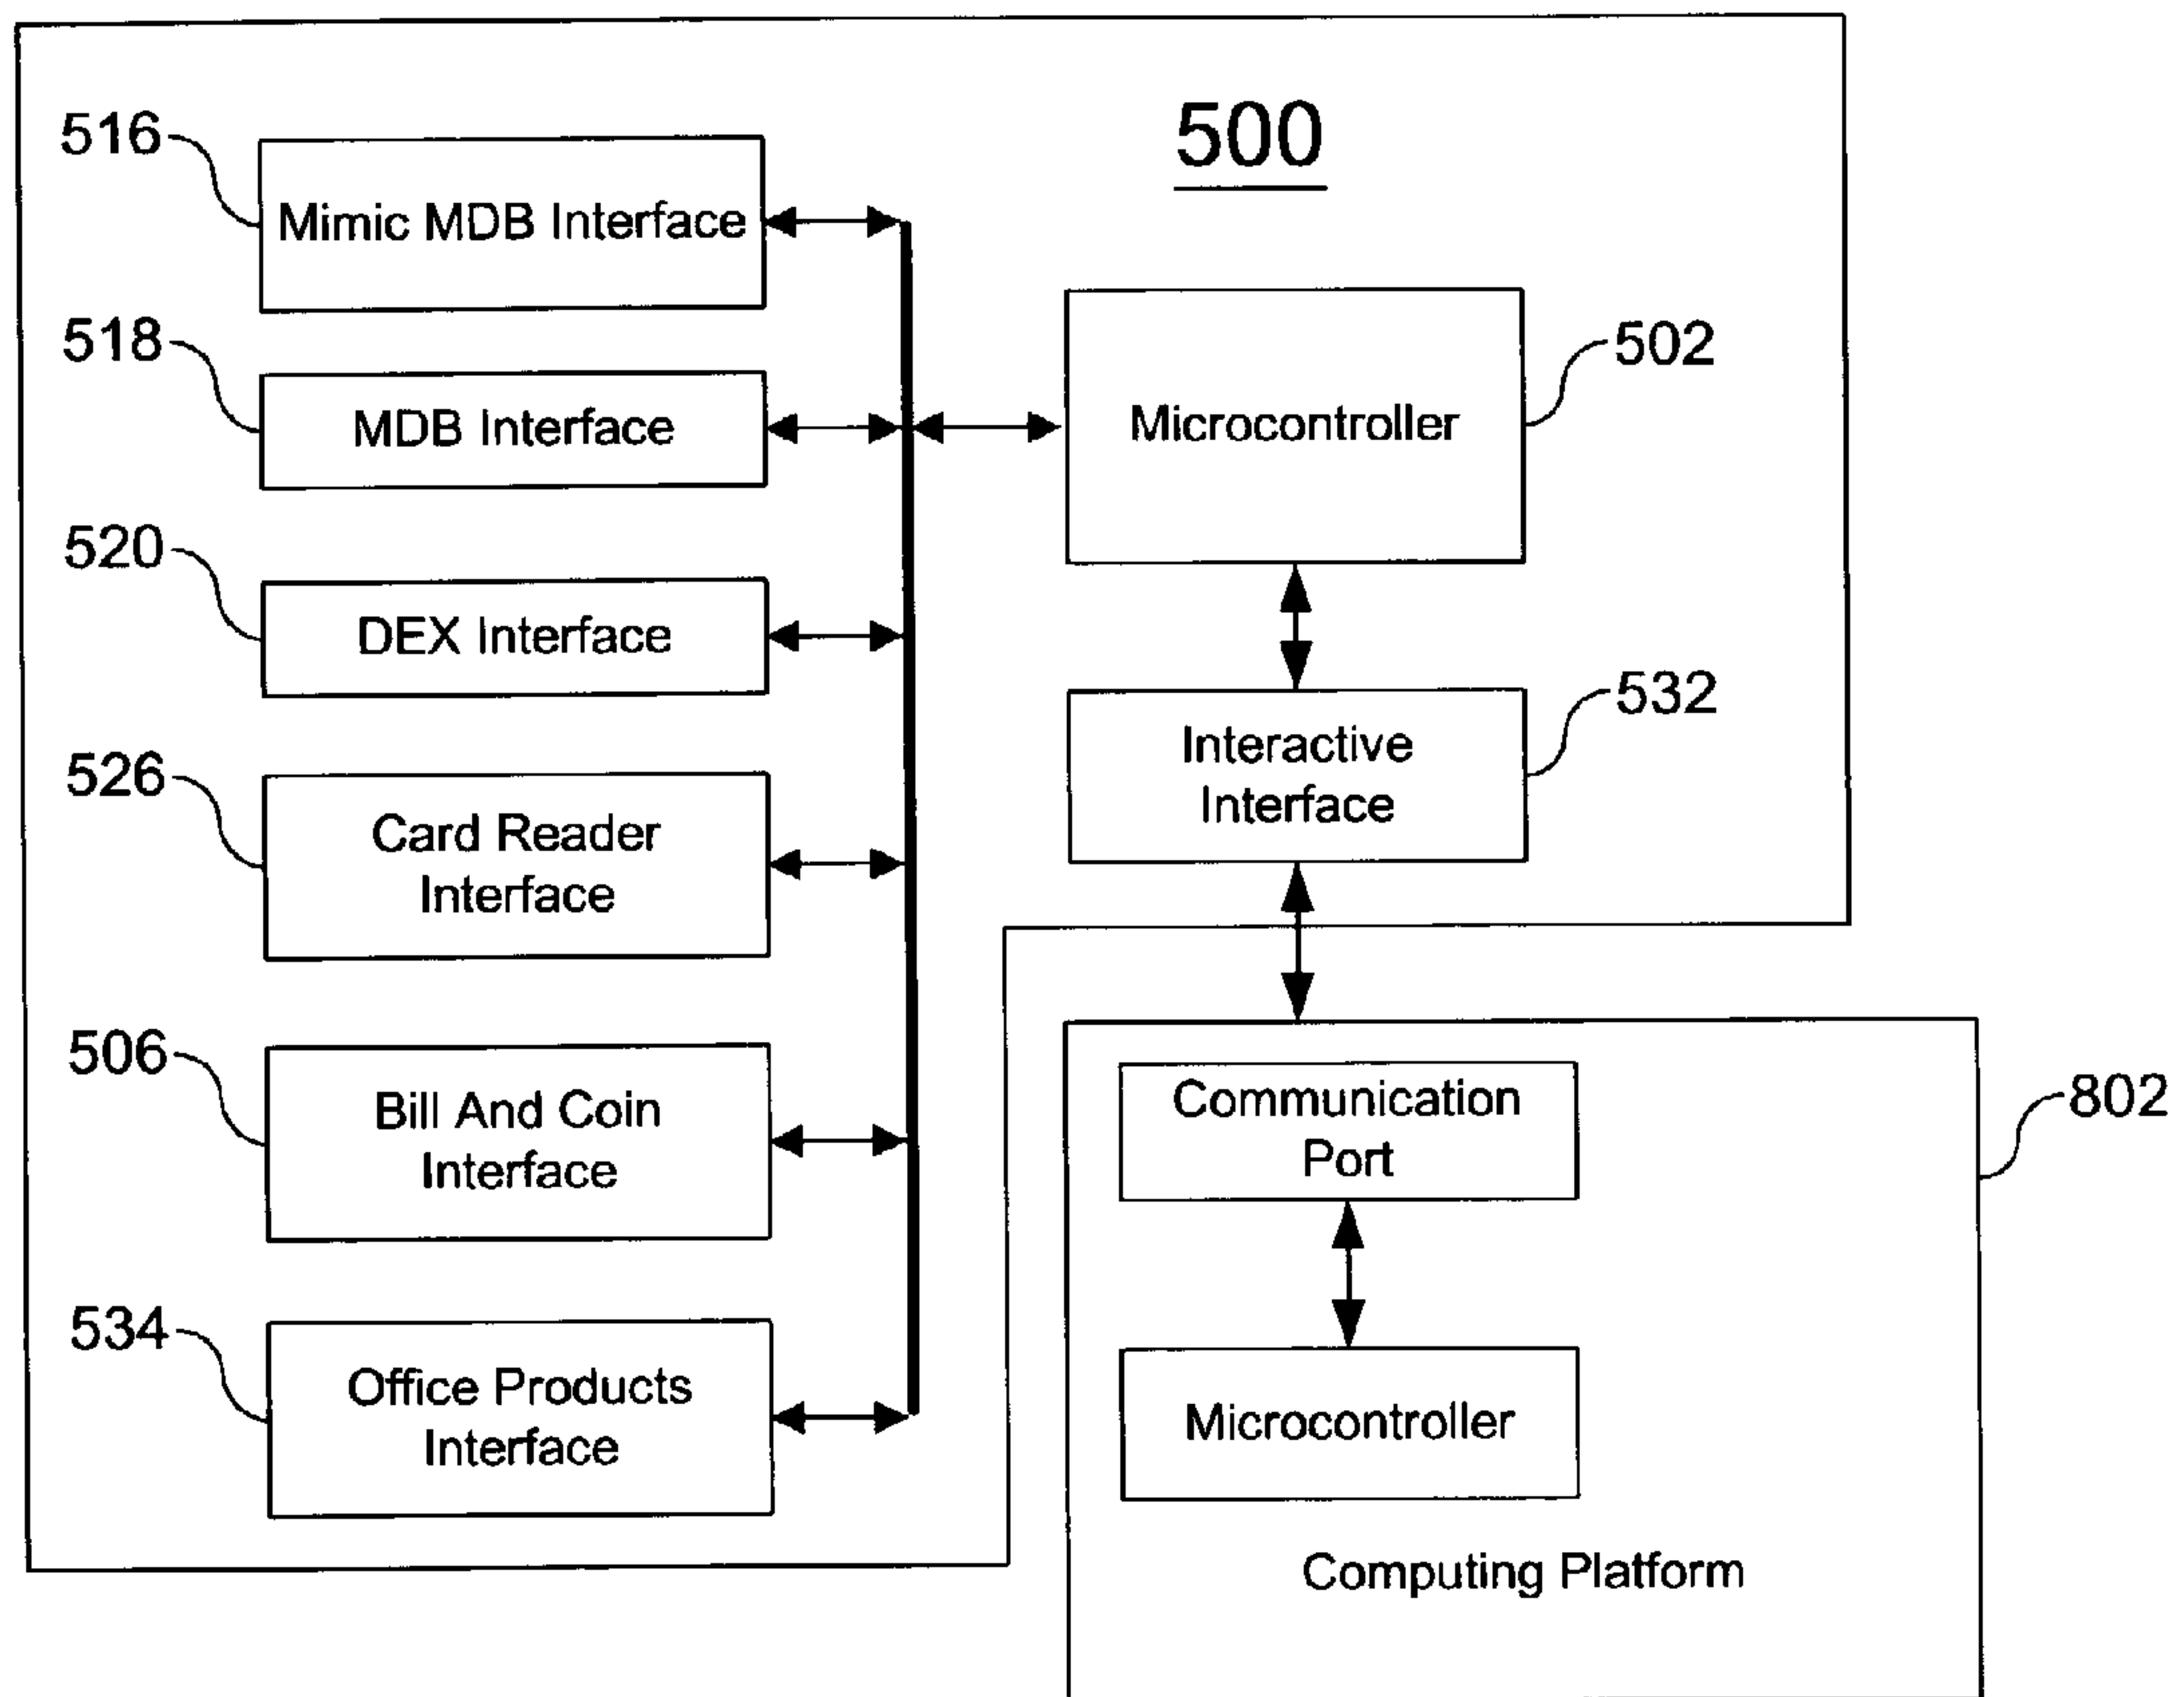 500
516
Mimic MDB Interface
518
MDB Interface
520
DEX Interface
526
Card Reader
Interface
506
Bill And Coin
Interface
534
Office Products
Interface
Microcontroller
502
Interactive
Interface
532
Communication
Port
802
Microcontroller
Computing Platform